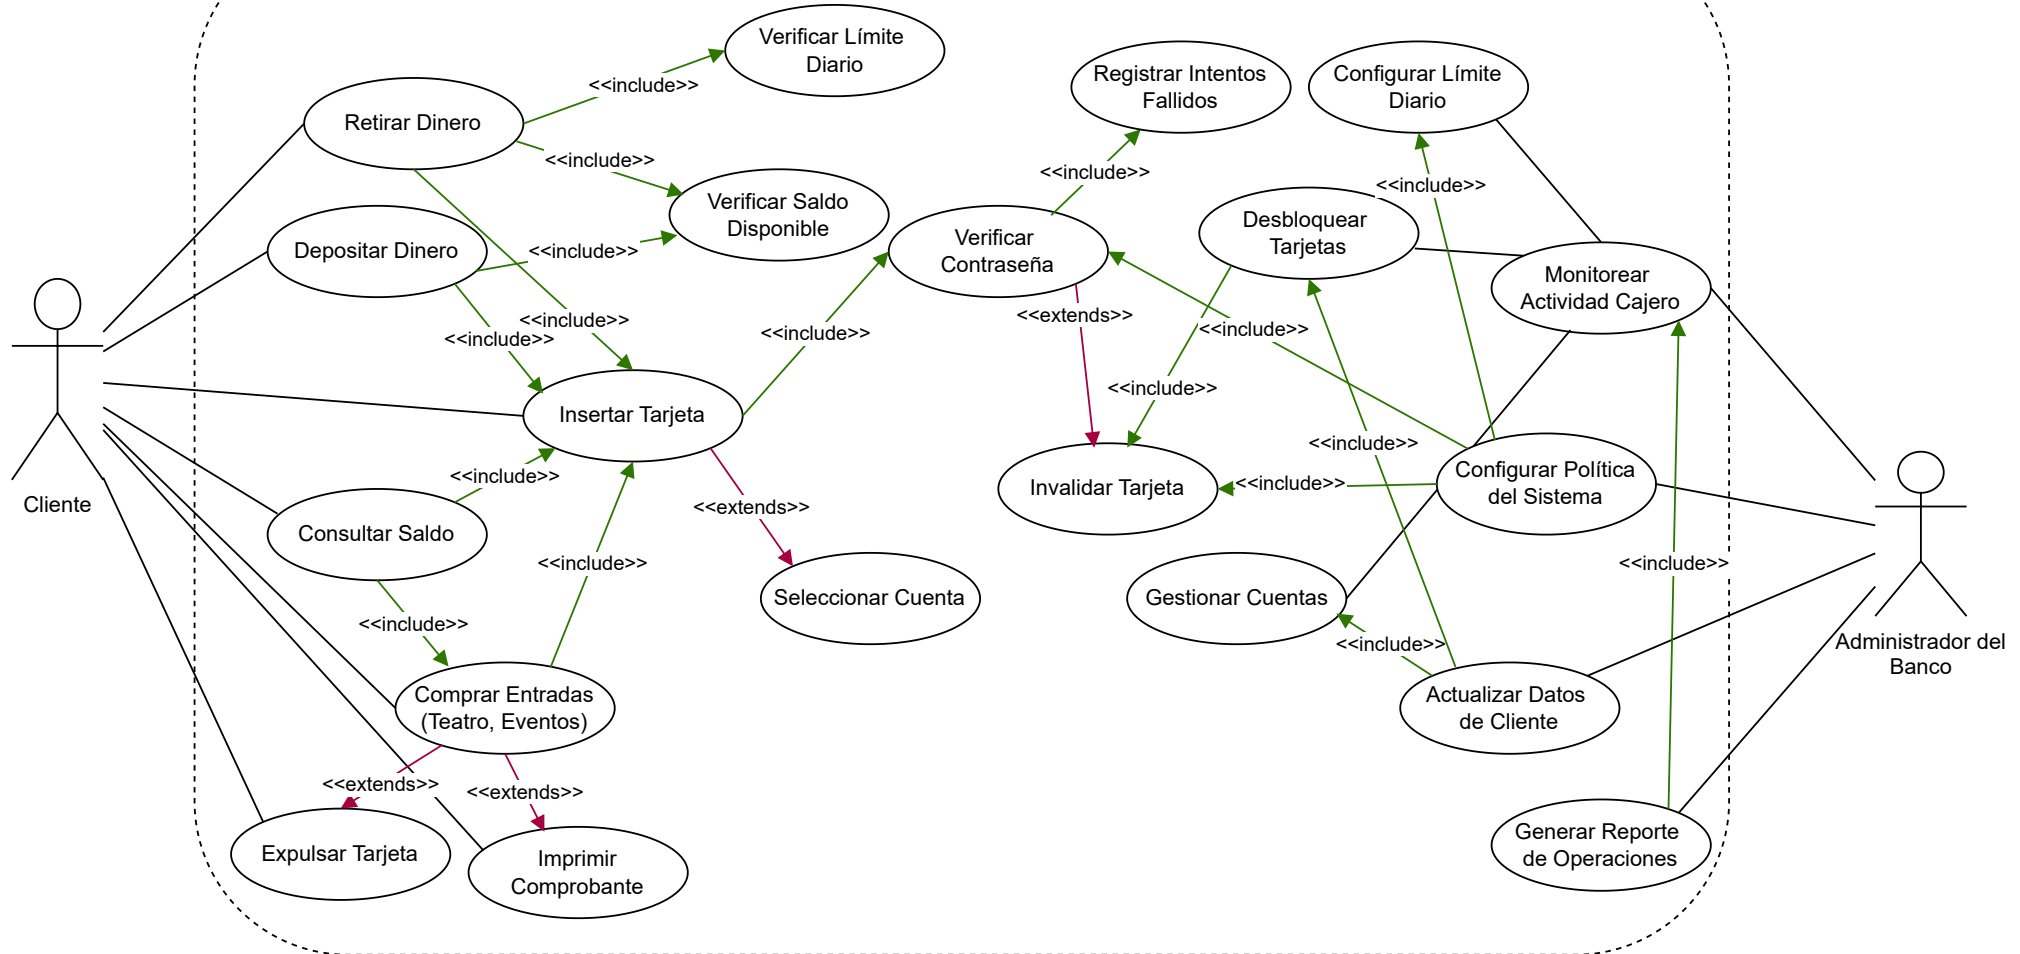 Verificar Límite
Diario
<<include>>
Registrar Intentos
Fallidos
Configurar Límite
Diario
Retirar Dinero
<<include>>
<<include>>
<<include>>
Verificar Saldo
Disponible
Depositar Dinero
<<include>>
Verificar
Contraseña
Desbloquear
Tarjetas
Monitorear
Actividad Cajero
<<include>>
<<include>>
<<include>>
<<extends>>
<<include>>
<<include>>
Insertar Tarjeta
<<include>>
<<include>>
Cliente
Consultar Saldo
<<extends>>
Invalidar Tarjeta
<<include>>
Configurar Política
del Sistema
<<include>>
<<include>>
Seleccionar Cuenta
Gestionar Cuentas
<<include>>
<<include>>
Administrador del
Banco
Comprar Entradas
(Teatro, Eventos)
Actualizar Datos
de Cliente
<<extends>>
<<extends>>
Expulsar Tarjeta
Imprimir
Comprobante
Generar Reporte
de Operaciones